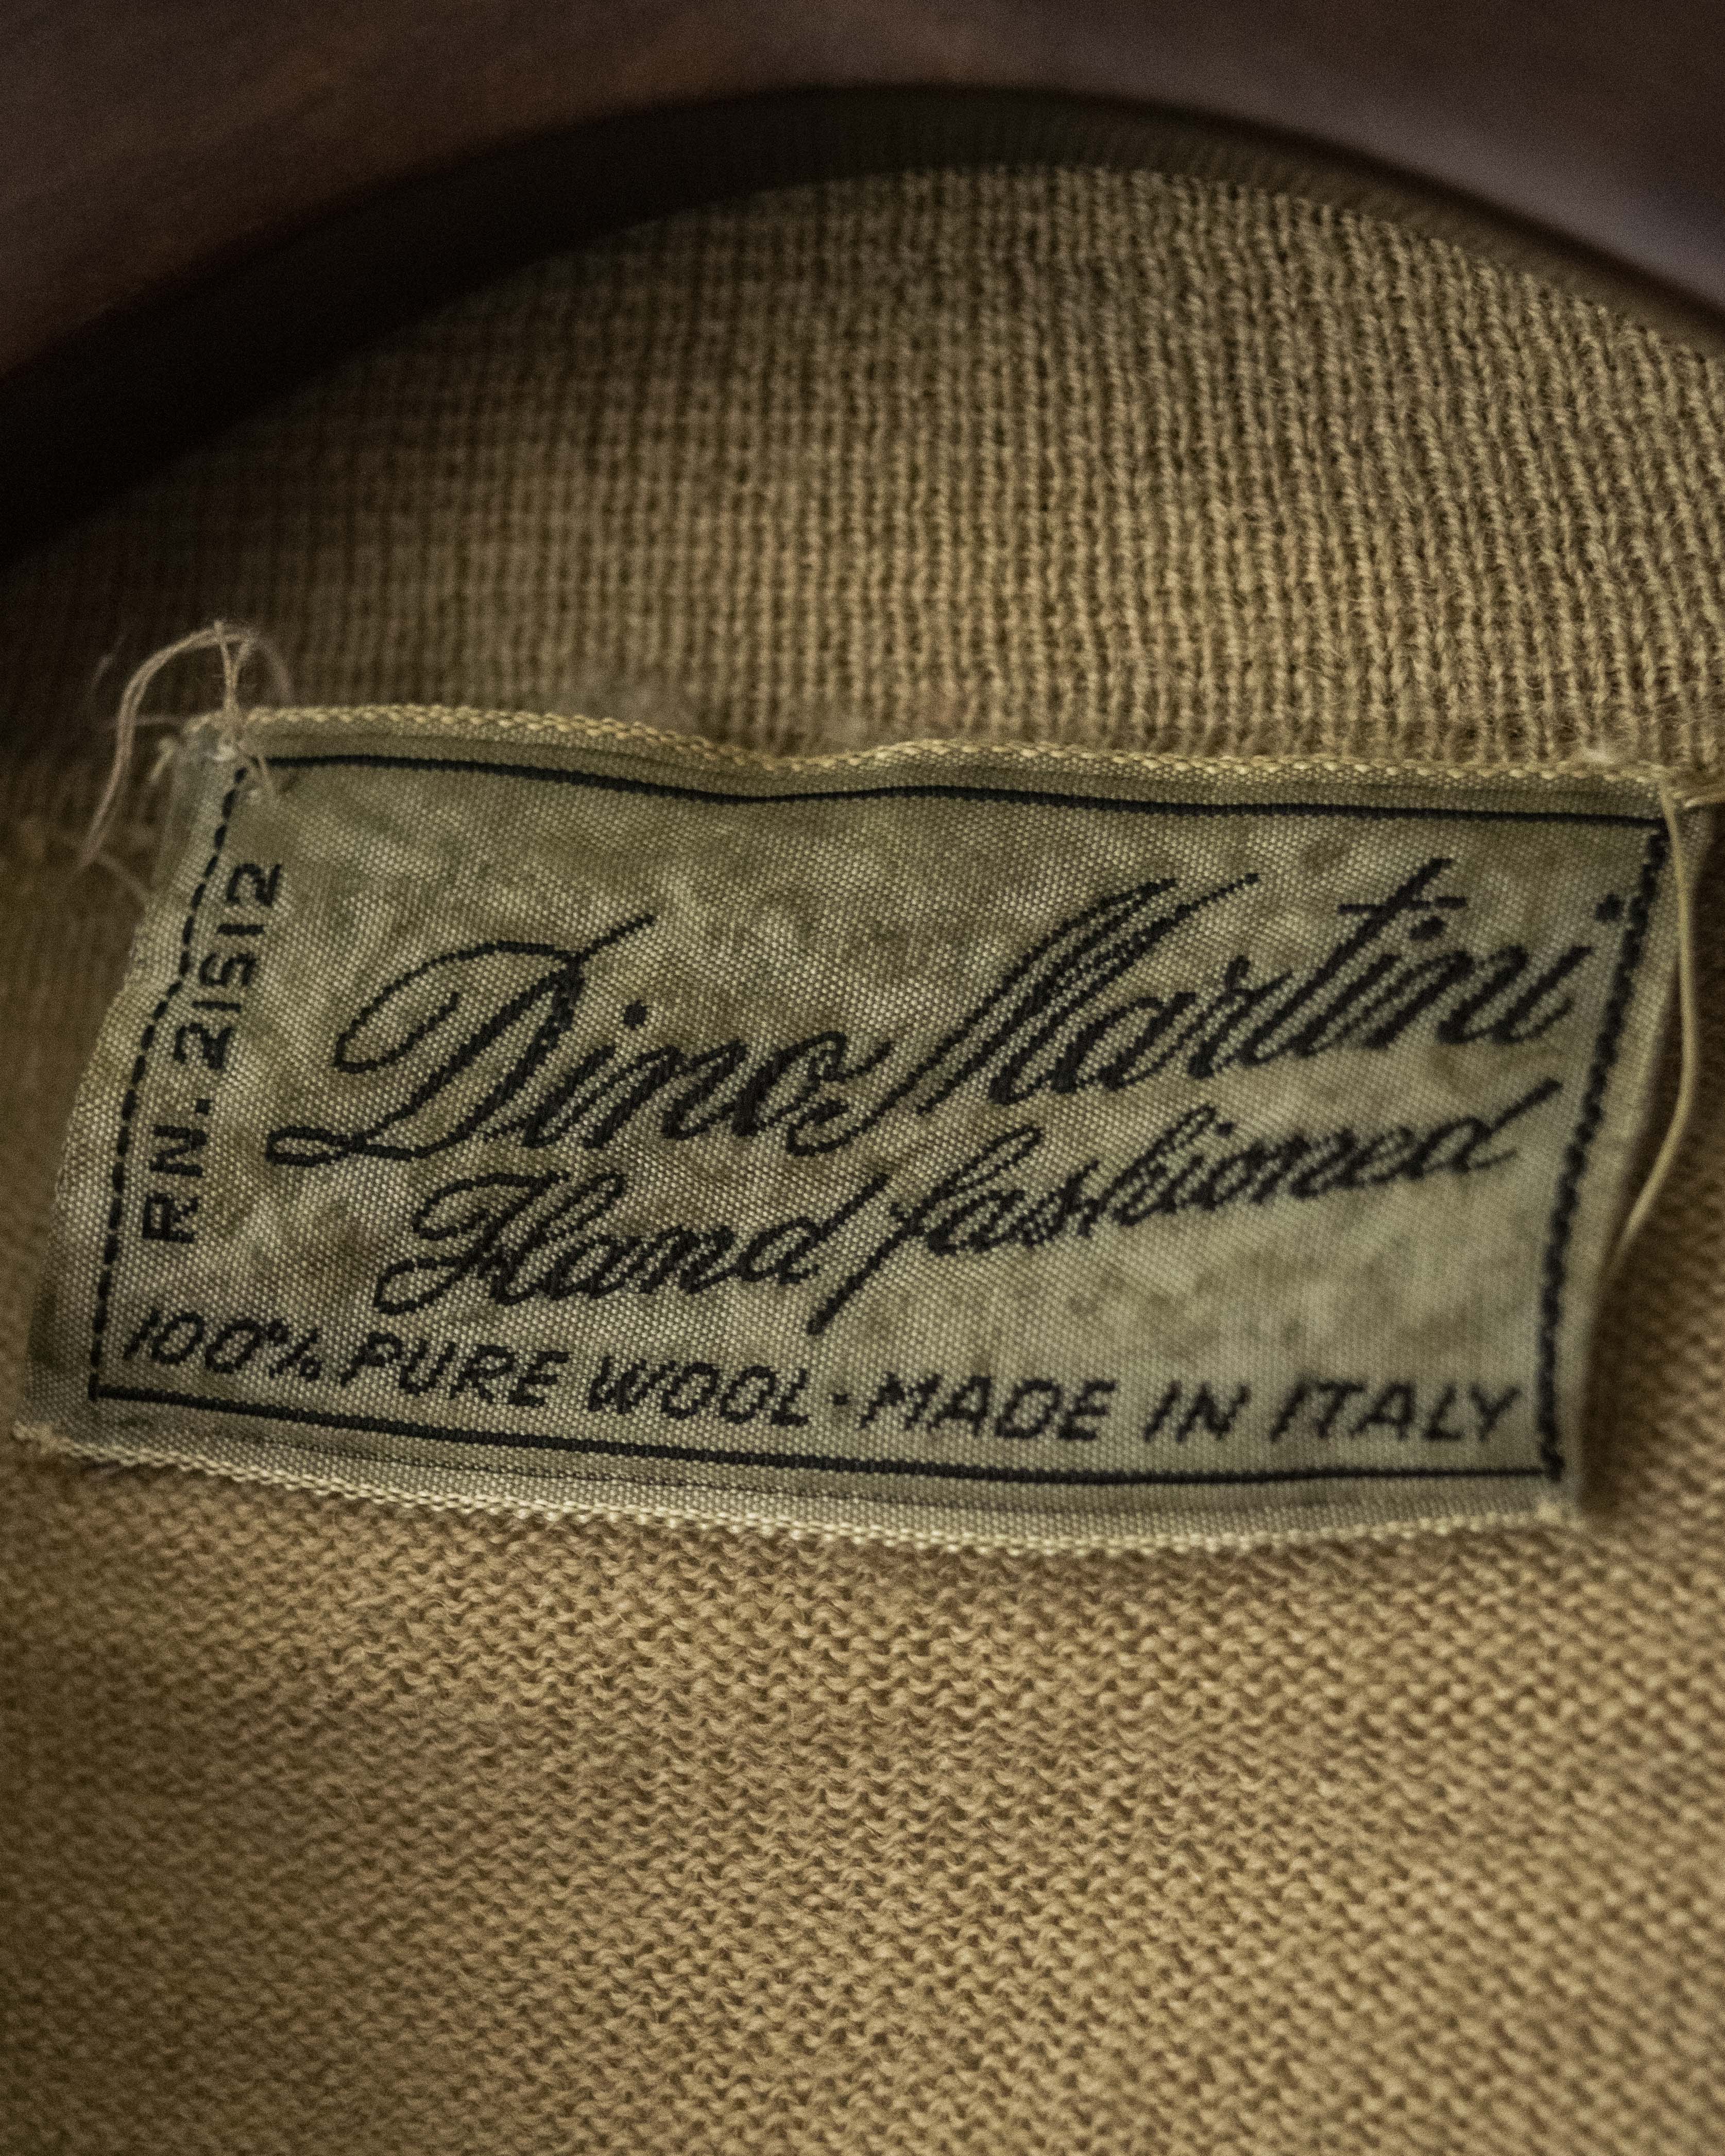 RN. 21512
Dino Martini
Hand fashioned
100% PURE WOOL · MADE IN ITALY